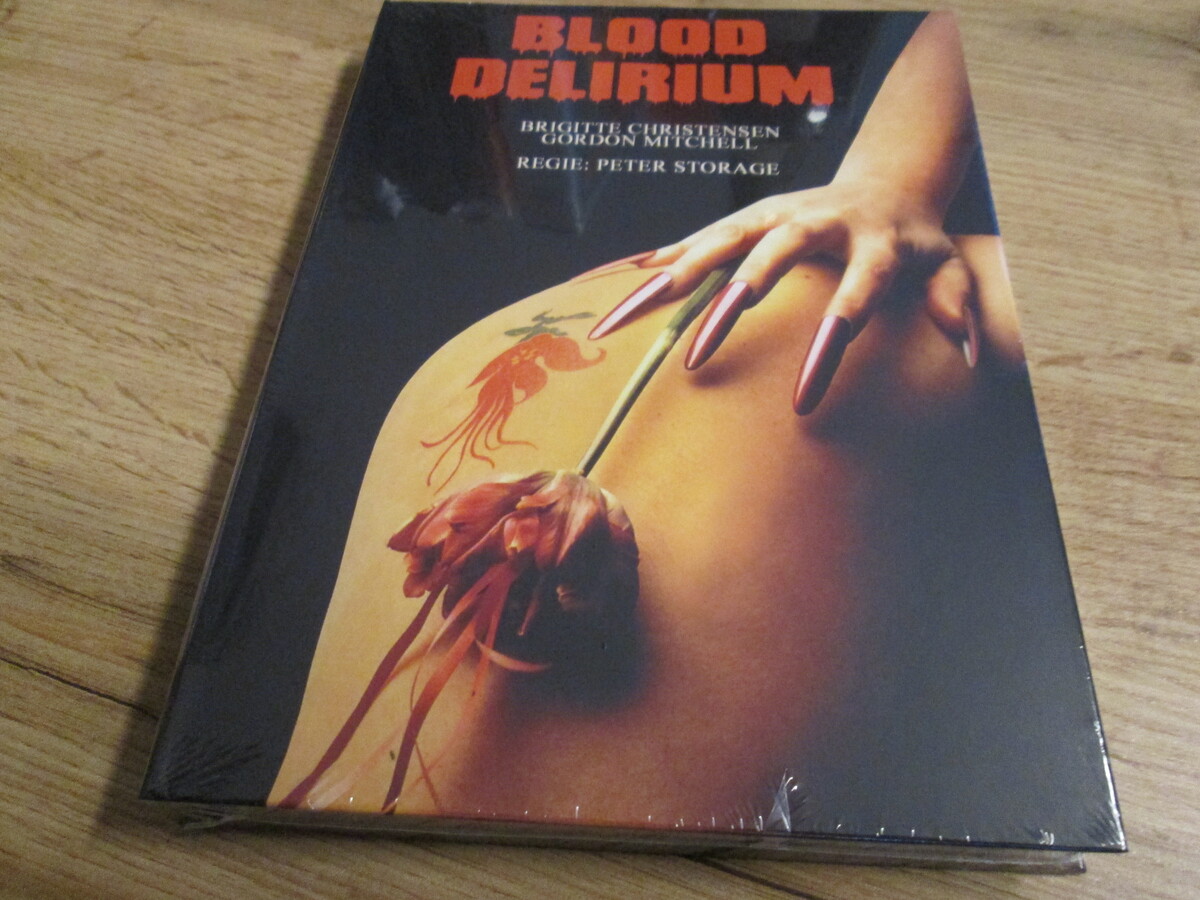 BLOOD
DELIRIUM
BRIGITTE CHRISTENSEN
GORDON MITCHELL
REGIE: PETER STORAGE